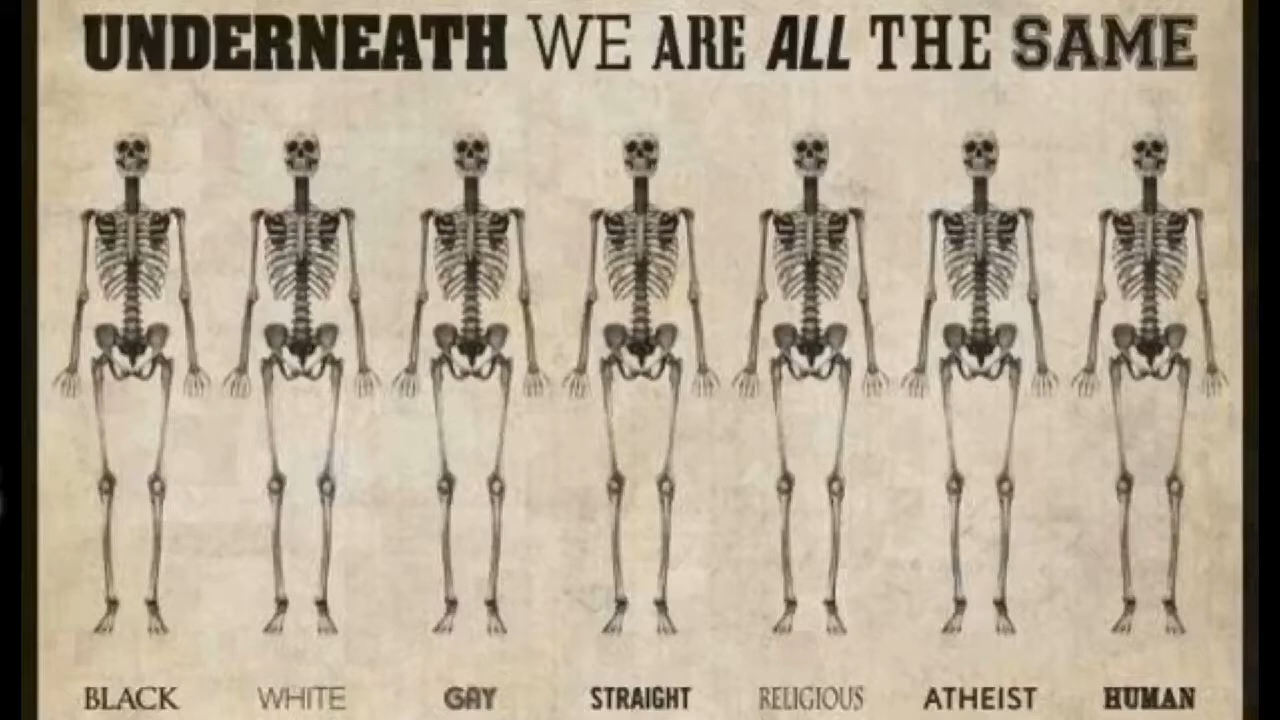 UNDERNEATH WE ARE ALL THE SAME
BLACK WHITE GAY STRAIGHT RELIGIOUS ATHEIST HUMAN